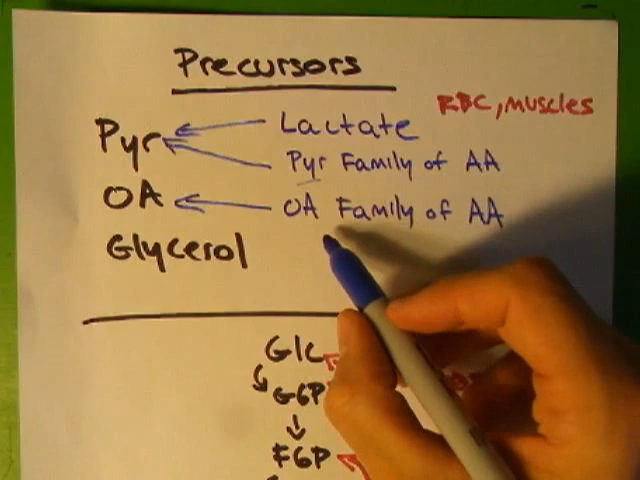 Precursors
RBC, muscles
Pyr Lactate
Pyr Family of AA
OA OA Family of AA
Glycerol
Glc
G6P
F6P